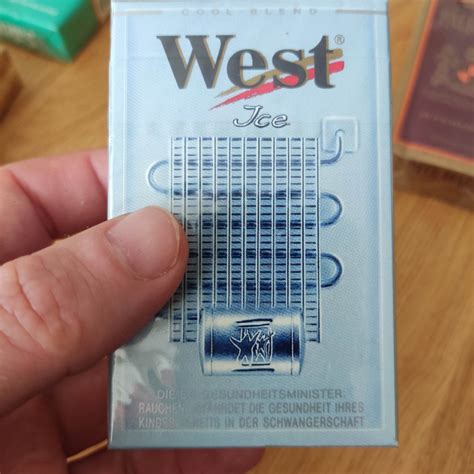 COOL BLEND
West®
Ice
DIE EG-GESUNDHEITSMINISTER:
RAUCHEN GEFÄHRDET DIE GESUNDHEIT IHRES
KINDES BEREITS IN DER SCHWANGERSCHAFT